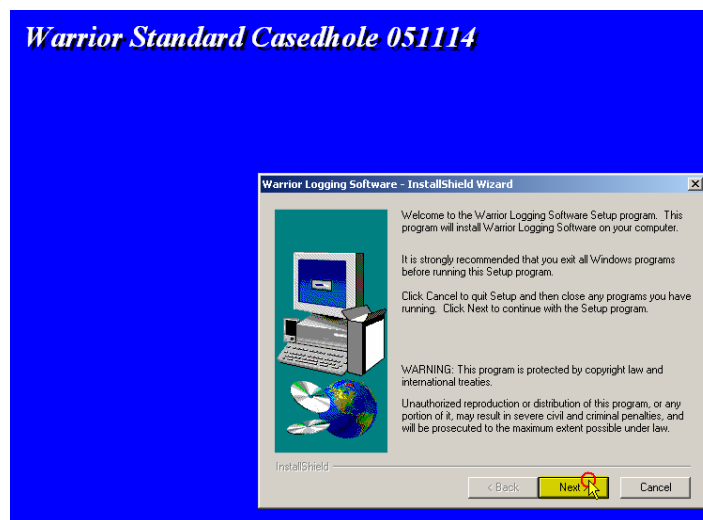 Warrior Standard Casedhole 051114
Warrior Logging Software - InstallShield Wizard
Welcome to the Warrior Logging Software Setup program. This
program will install Warrior Logging Software on your computer.
It is strongly recommended that you exit all Windows programs
before running this Setup program.
Click Cancel to quit Setup and then close any programs you have
running. Click Next to continue with the Setup program.
WARNING: This program is protected by copyright law and
international treaties.
Unauthorized reproduction or distribution of this program, or any
portion of it, may result in severe civil and criminal penalties, and
will be prosecuted to the maximum extent possible under law.
InstallShield
< Back Next > Cancel